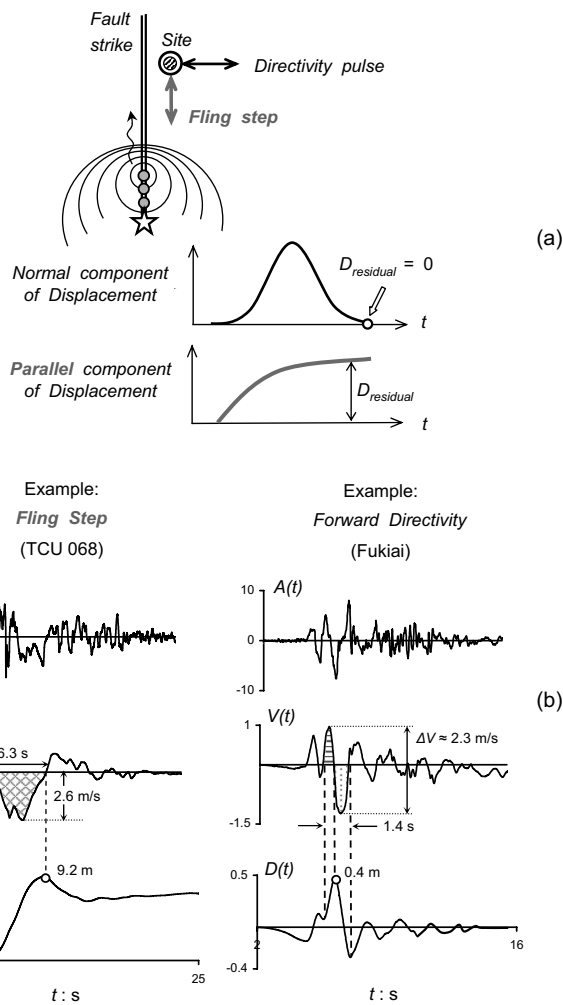 Fault
strike
Site
Directivity pulse
Fling step
(a)
Normal component
of Displacement
D_residual = 0
t
Parallel component
of Displacement
D_residual
t
Example:
Fling Step
(TCU 068)
Example:
Forward Directivity
(Fukiai)
10
A(t)
0
-10
(b)
V(t)
1
6.3 s
ΔV ≈ 2.3 m/s
2.6 m/s
-1.5
1.4 s
9.2 m
0.5
D(t)
0.4 m
2
16
25
-0.4
t : s
t : s